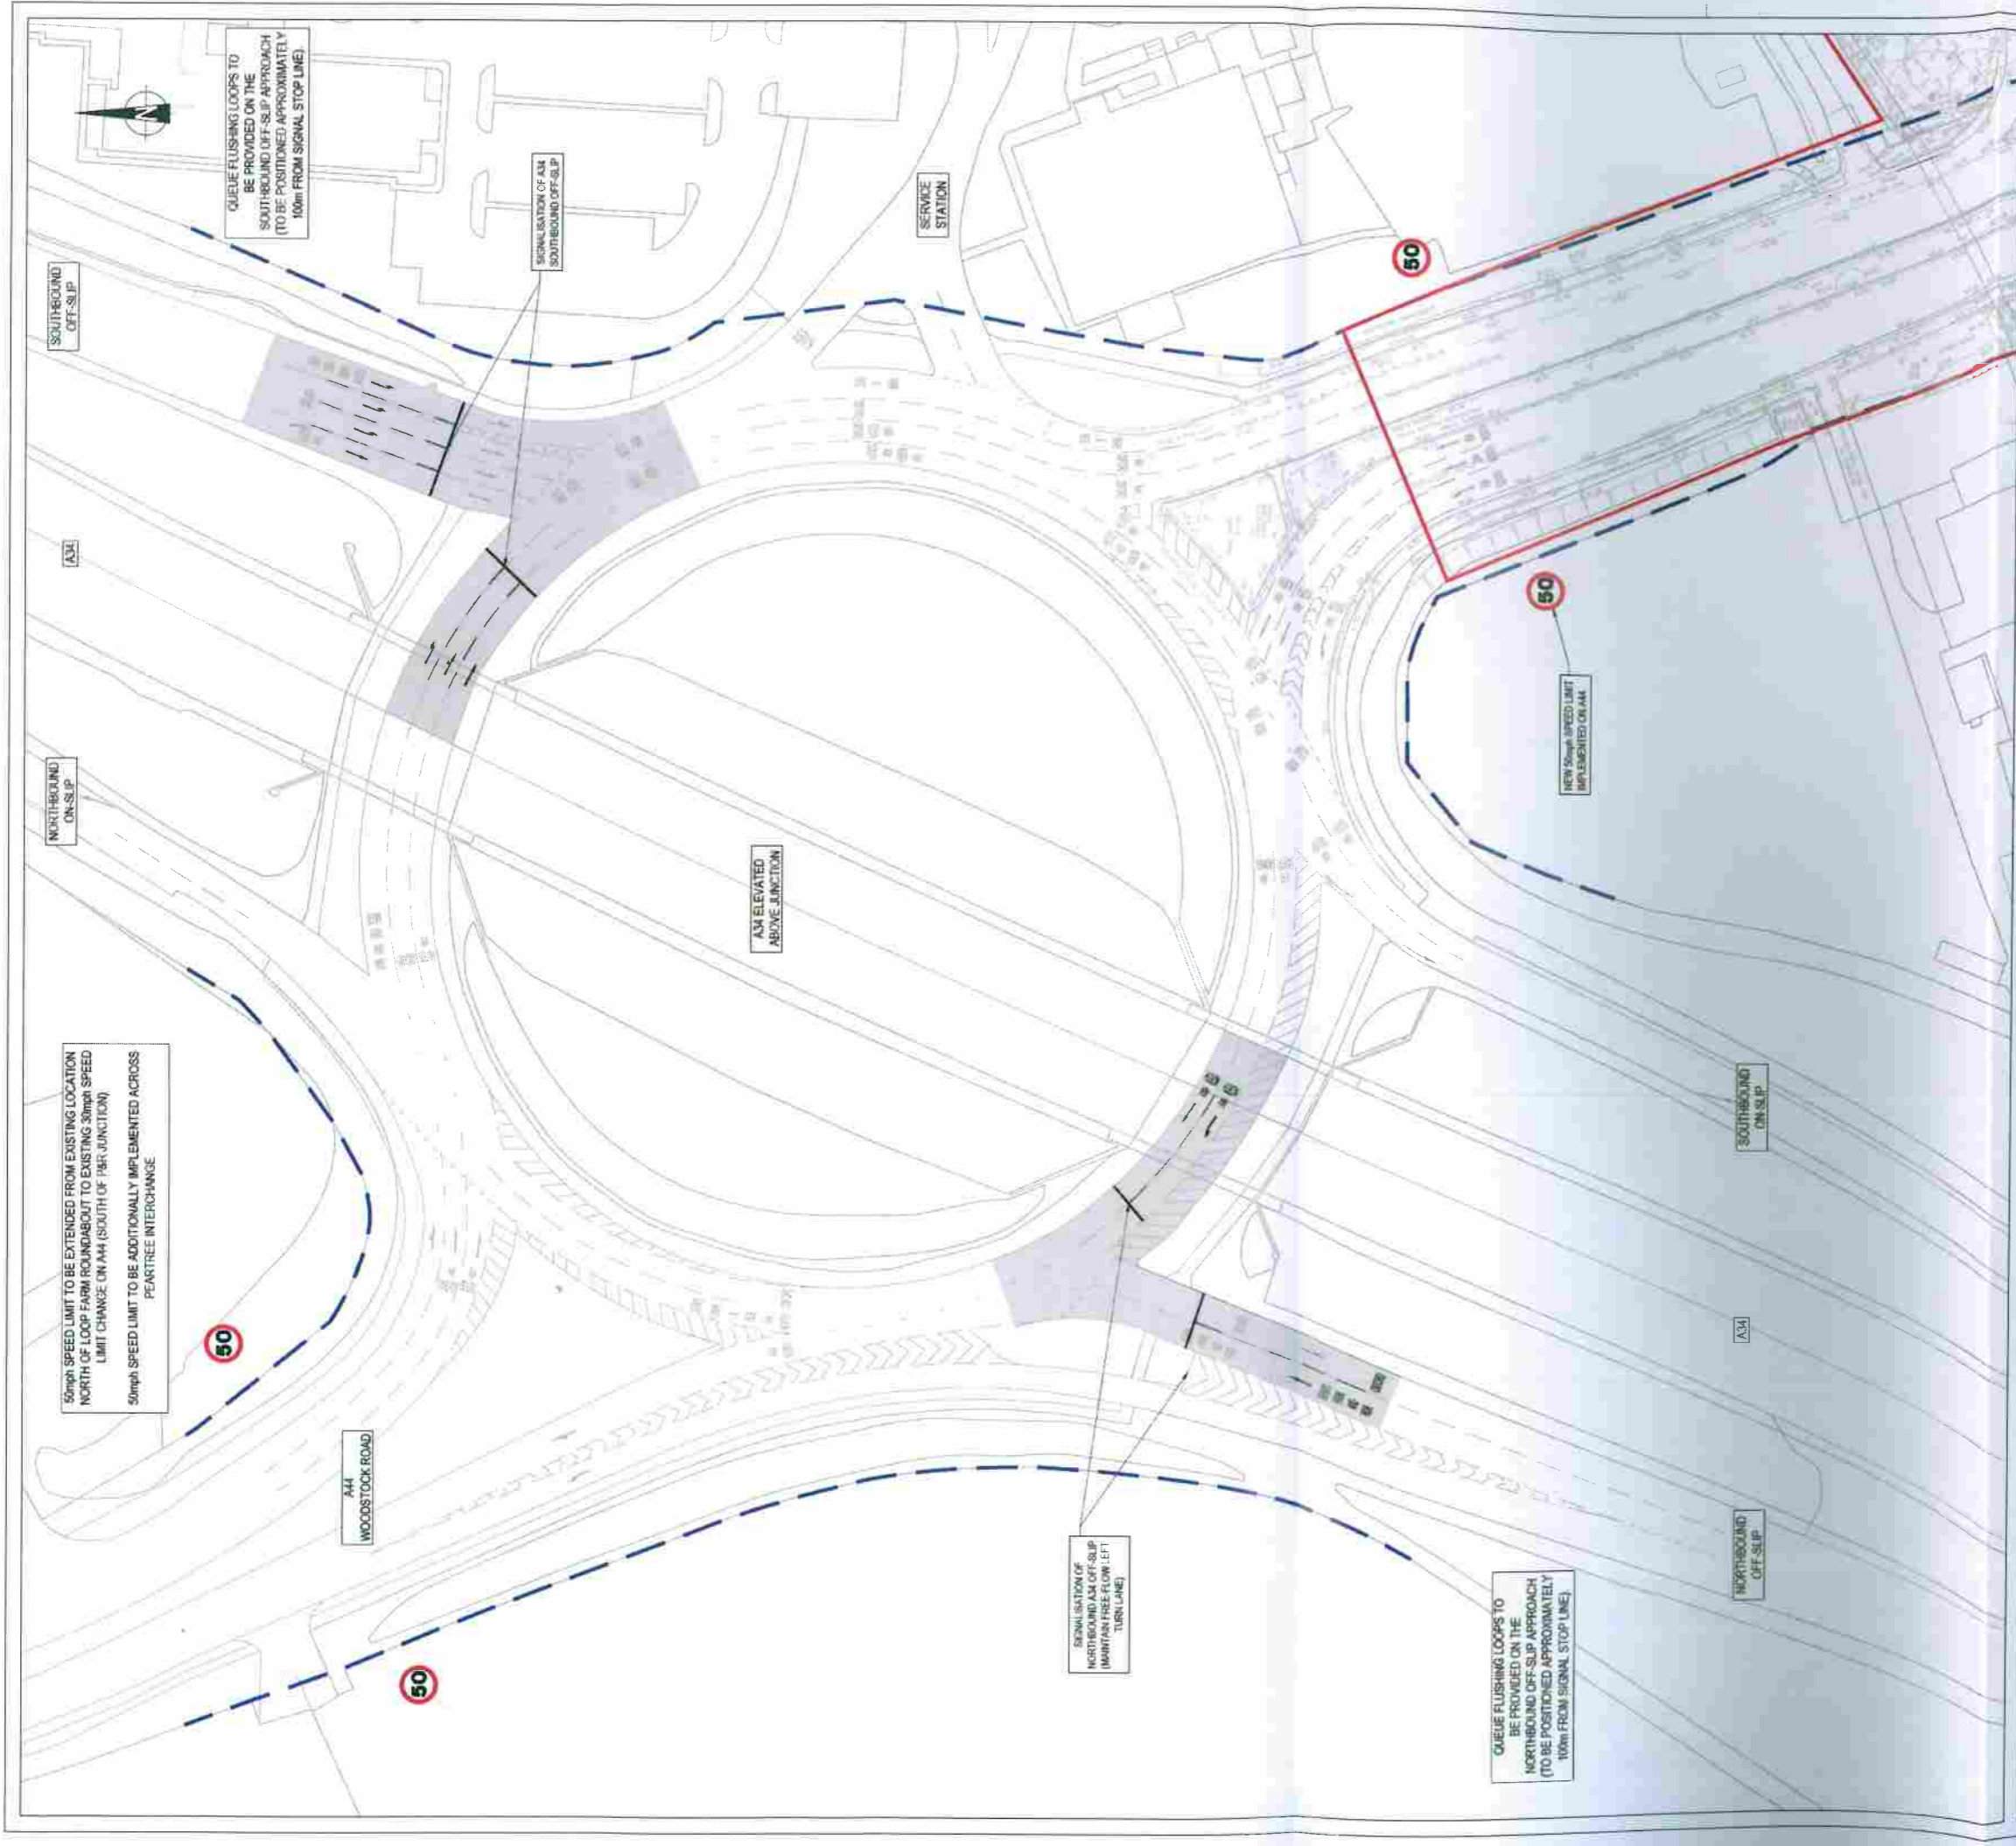 N
QUEUE FLUSHING LOOPS TO
BE PROVIDED ON THE
SOUTHBOUND OFF-SLIP APPROACH
(TO BE POSITIONED APPROXIMATELY
100m FROM SIGNAL STOP LINE).
SIGNALISATION OF A34
SOUTHBOUND OFF-SLIP
SERVICE
STATION
50
SOUTHBOUND
OFF-SLIP
A34
50
NEW 50mph SPEED LIMIT
IMPLEMENTED ON A44
NORTHBOUND
ON-SLIP
A34 ELEVATED
ABOVE JUNCTION
50mph SPEED LIMIT TO BE EXTENDED FROM EXISTING LOCATION
NORTH OF LOOP FARM ROUNDABOUT TO EXISTING 30mph SPEED
LIMIT CHANGE ON A44 (SOUTH OF P&R JUNCTION)
50mph SPEED LIMIT TO BE ADDITIONALLY IMPLEMENTED ACROSS
PEARTREE INTERCHANGE
50
SOUTHBOUND
ON-SLIP
A34
A44
WOODSTOCK ROAD
50
SIGNALISATION OF
NORTHBOUND A34 OFF-SLIP
(MAINTAIN FREE-FLOW LEFT
TURN LANE)
NORTHBOUND
OFF-SLIP
QUEUE FLUSHING LOOPS TO
BE PROVIDED ON THE
NORTHBOUND OFF-SLIP APPROACH
(TO BE POSITIONED APPROXIMATELY
100m FROM SIGNAL STOP LINE).